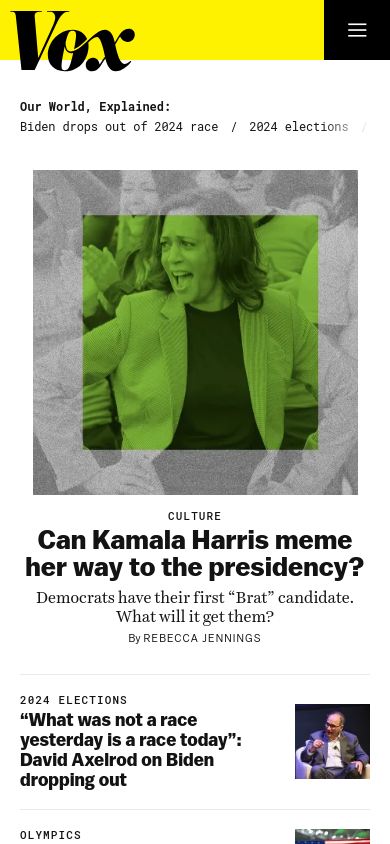 Vox
Our World, Explained:
Biden drops out of 2024 race / 2024 elections /
CULTURE
Can Kamala Harris meme
her way to the presidency?
Democrats have their first “Brat” candidate.
What will it get them?
By REBECCA JENNINGS
2024 ELECTIONS
“What was not a race
yesterday is a race today”:
David Axelrod on Biden
dropping out
OLYMPICS